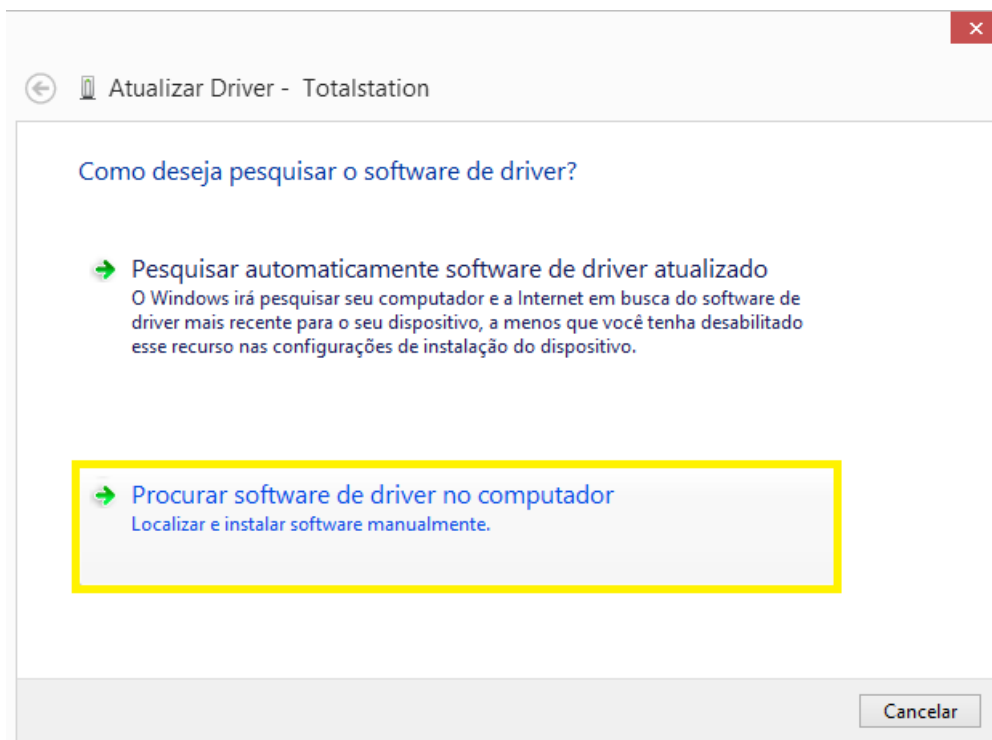 Atualizar Driver - Totalstation
Como deseja pesquisar o software de driver?
Pesquisar automaticamente software de driver atualizado
O Windows irá pesquisar seu computador e a Internet em busca do software de
driver mais recente para o seu dispositivo, a menos que você tenha desabilitado
esse recurso nas configurações de instalação do dispositivo.
Procurar software de driver no computador
Localizar e instalar software manualmente.
Cancelar